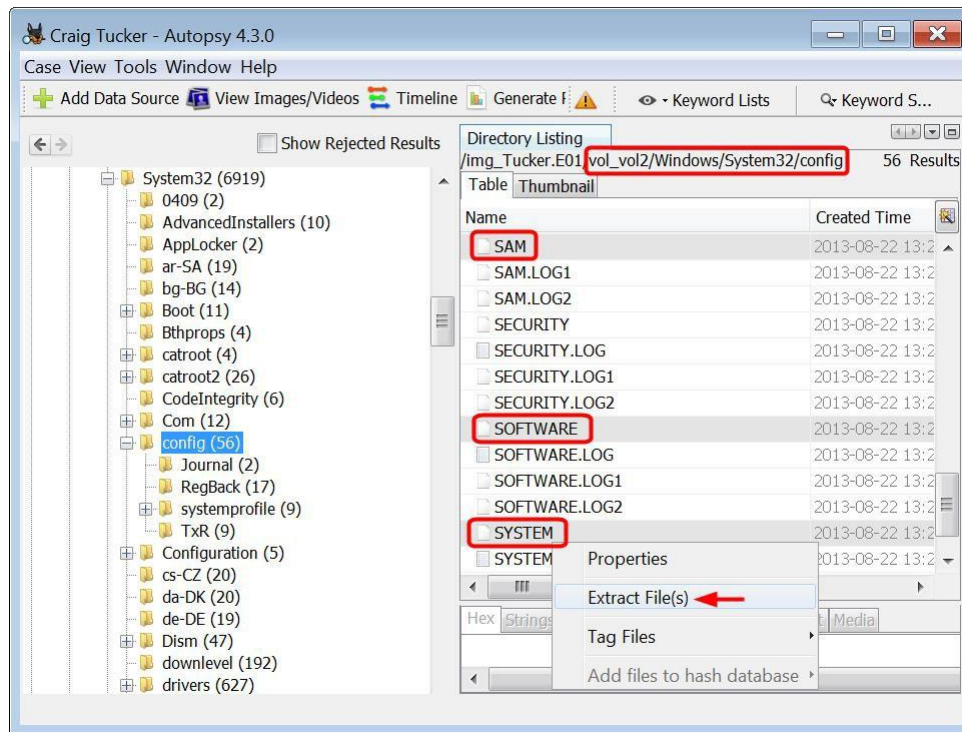 Craig Tucker - Autopsy 4.3.0
Case View Tools Window Help
Add Data Source View Images/Videos Timeline Generate Keyword Lists Keyword S...
Show Rejected Results
System32 (6919)
0409 (2)
AdvancedInstallers (10)
AppLocker (2)
ar-SA (19)
bg-BG (14)
Boot (11)
Bthprops (4)
catroot (4)
catroot2 (26)
CodeIntegrity (6)
Com (12)
config (56)
Journal (2)
RegBack (17)
systemprofile (9)
TxR (9)
Configuration (5)
cs-CZ (20)
da-DK (20)
de-DE (19)
Dism (47)
downlevel (192)
drivers (627)
Directory Listing
/img_Tucker.E01/vol_vol2/Windows/System32/config 56 Results
Table Thumbnail
Name Created Time
SAM 2013-08-22 13:2
SAM.LOG1 2013-08-22 13:2
SAM.LOG2 2013-08-22 13:2
SECURITY 2013-08-22 13:2
SECURITY.LOG 2013-08-22 13:2
SECURITY.LOG1 2013-08-22 13:2
SECURITY.LOG2 2013-08-22 13:2
SOFTWARE 2013-08-22 13:2
SOFTWARE.LOG 2013-08-22 13:2
SOFTWARE.LOG1 2013-08-22 13:2
SOFTWARE.LOG2 2013-08-22 13:2
SYSTEM 2013-08-22 13:2
SYSTEM 2013-08-22 13:2
Properties
Extract File(s)
Tag Files
Add files to hash database
Hex Strings Media